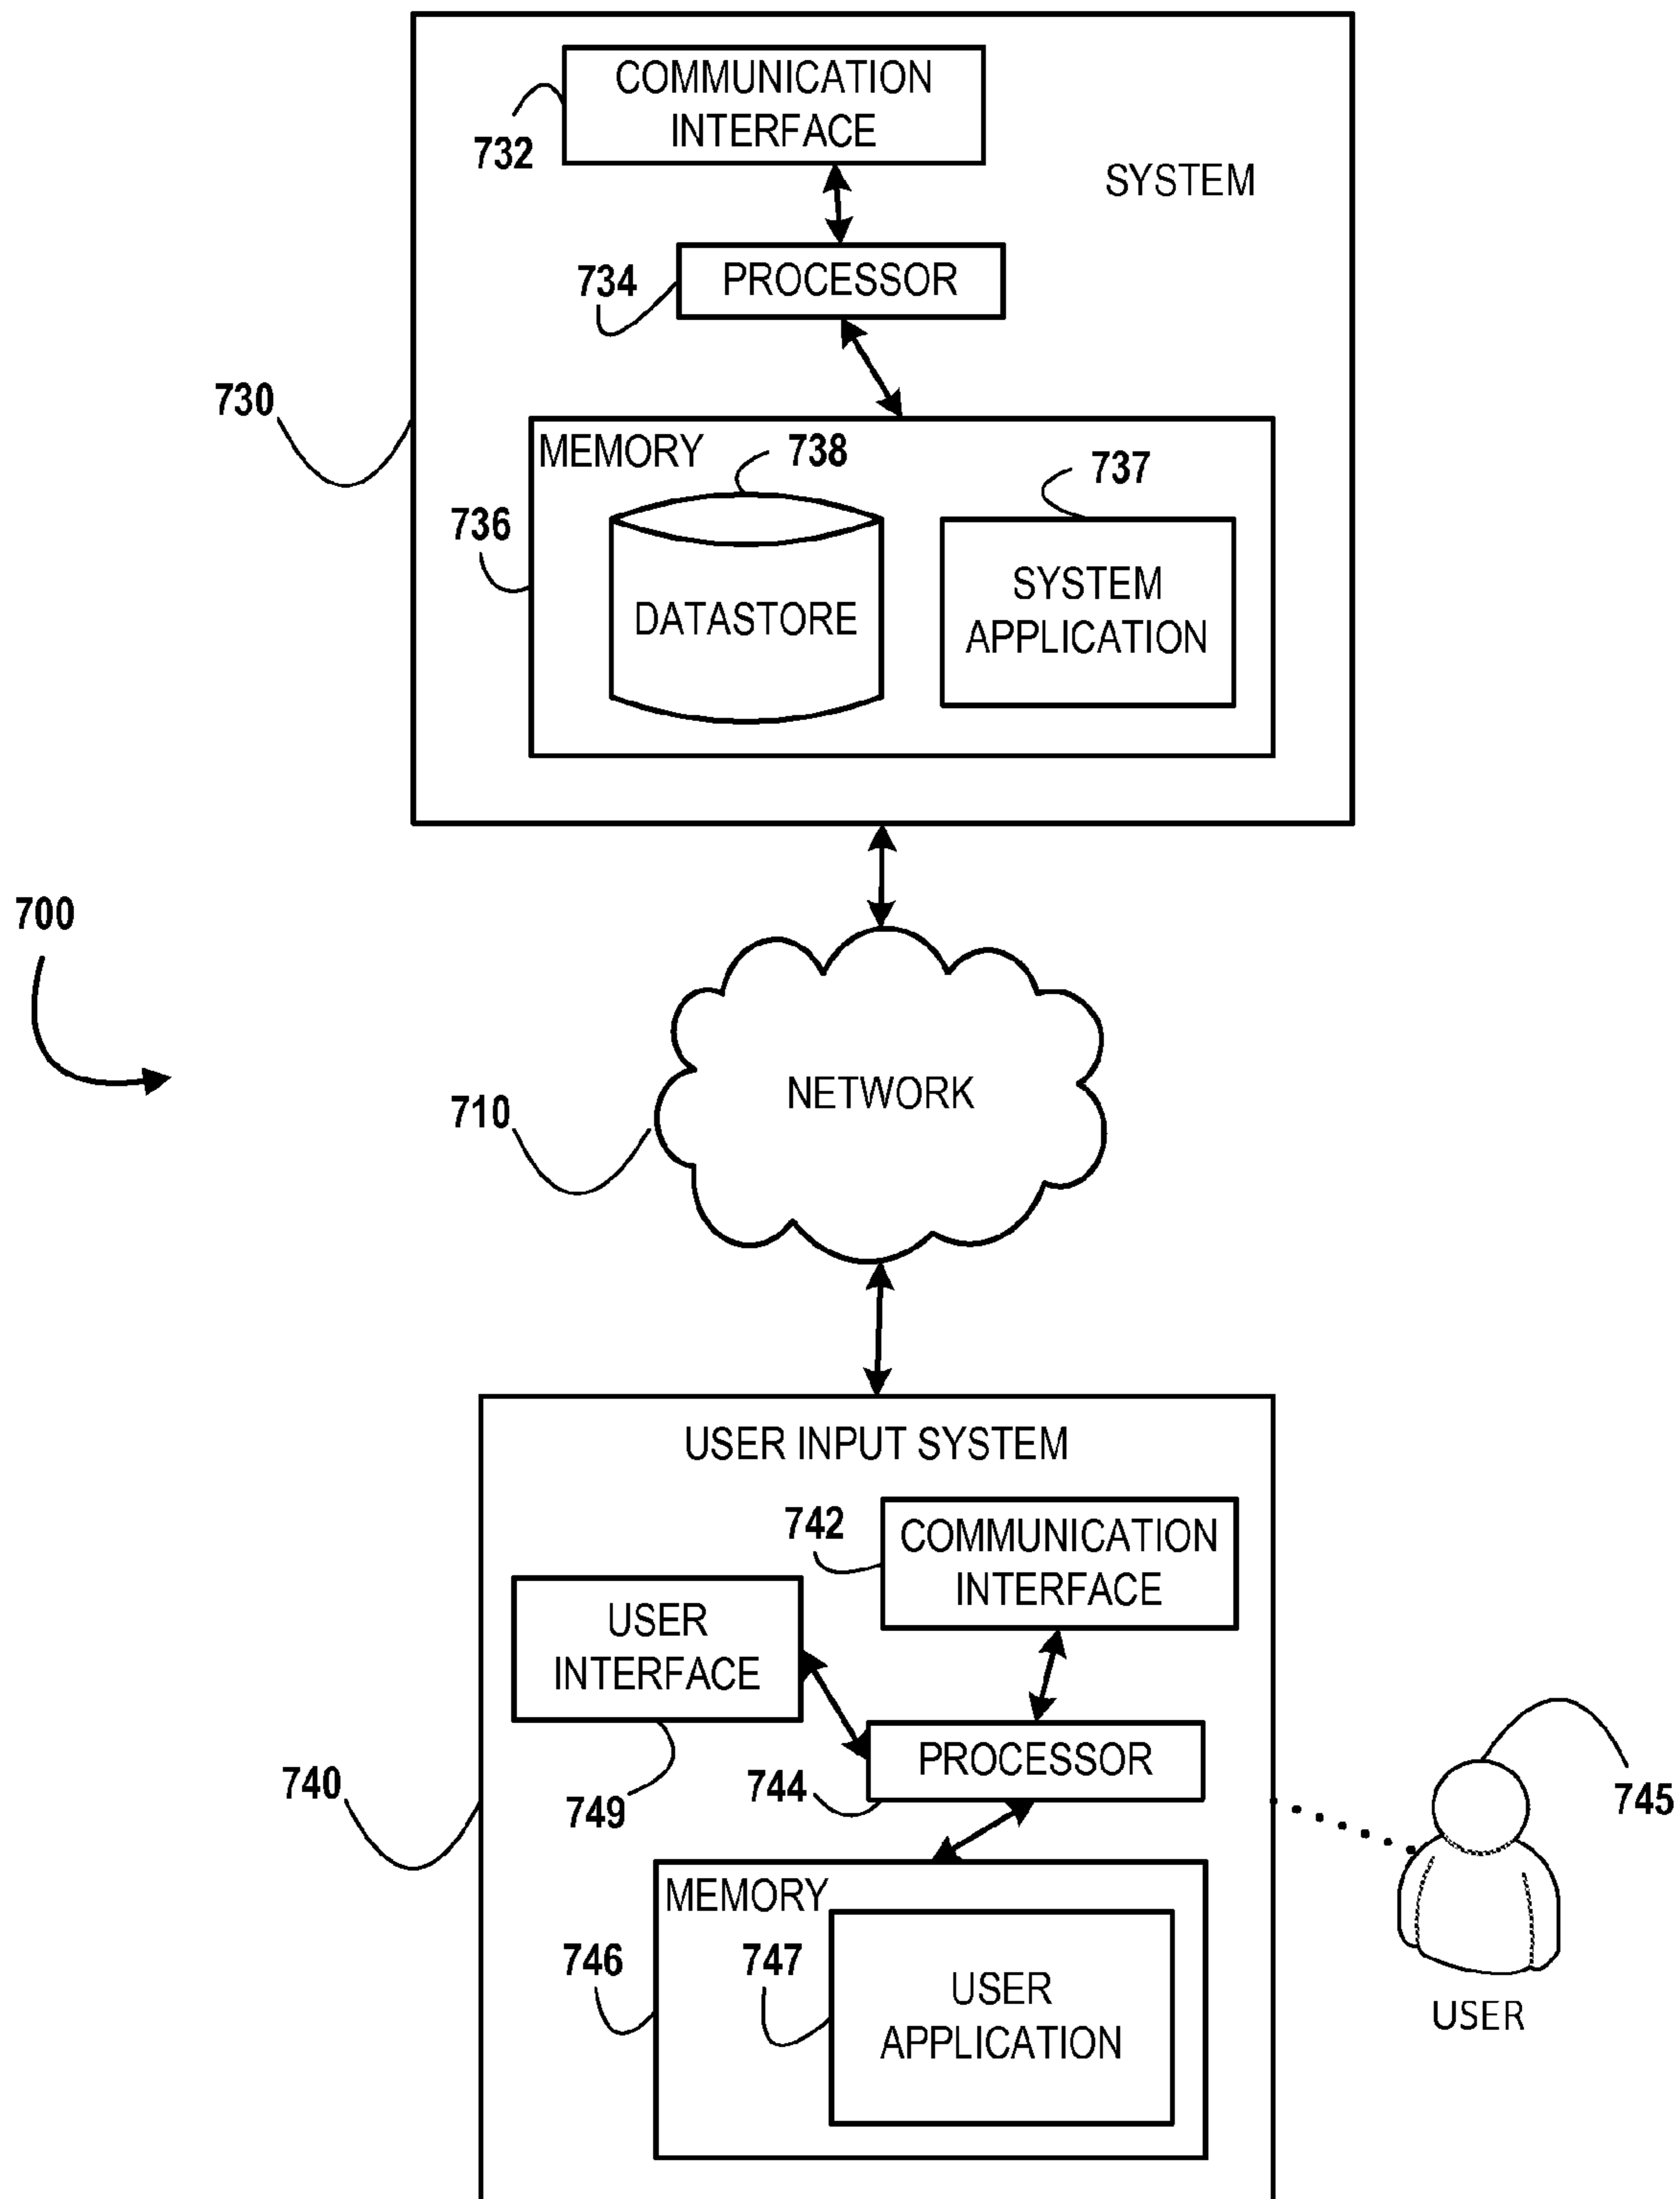 COMMUNICATION
INTERFACE
732
SYSTEM
734
PROCESSOR
730
MEMORY
738
737
736
DATASTORE
SYSTEM
APPLICATION
700
710
NETWORK
USER INPUT SYSTEM
742
COMMUNICATION
INTERFACE
USER
INTERFACE
749
744
PROCESSOR
740
745
MEMORY
746
747
USER
APPLICATION
USER